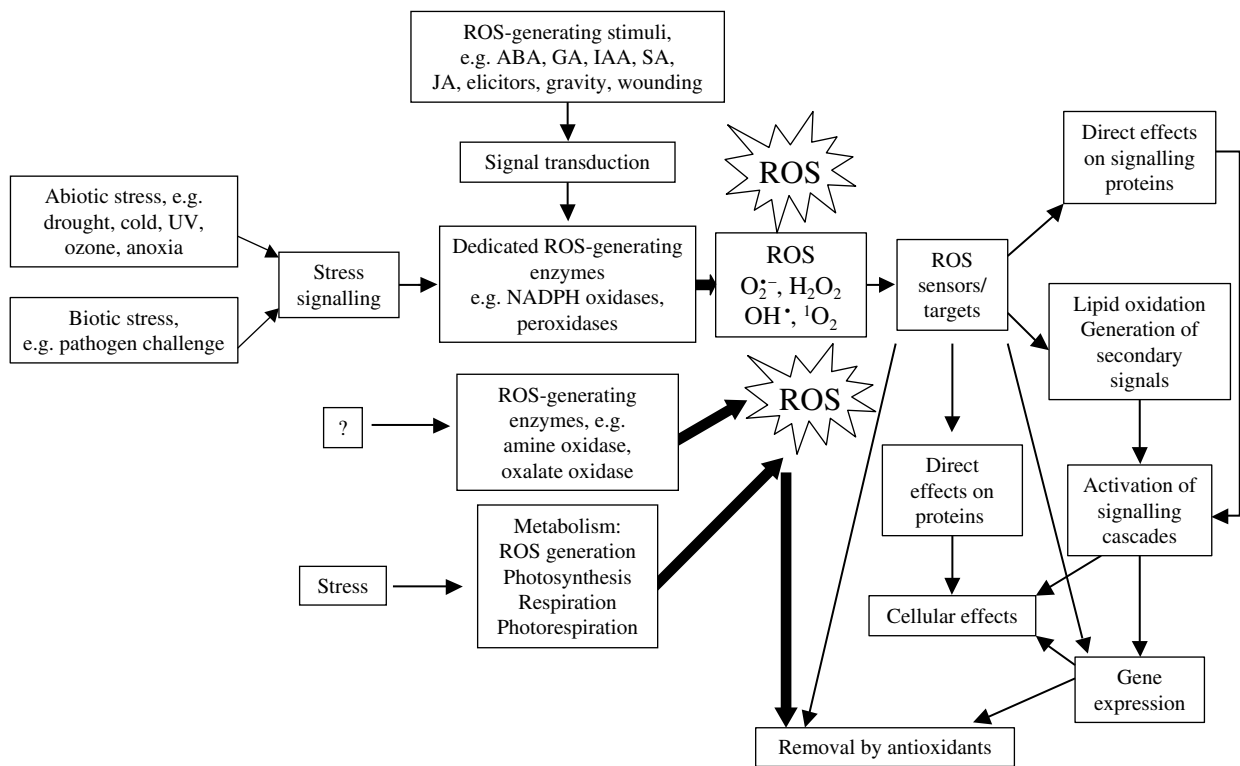 ROS-generating stimuli,
e.g. ABA, GA, IAA, SA,
JA, elicitors, gravity, wounding
Signal transduction
Abiotic stress, e.g.
drought, cold, UV,
ozone, anoxia
Biotic stress,
e.g. pathogen challenge
Stress
signalling
Dedicated ROS-generating
enzymes
e.g. NADPH oxidases,
peroxidases
ROS
ROS
O₂•−, H₂O₂
OH•, ¹O₂
ROS
sensors/
targets
Direct effects
on signalling
proteins
Lipid oxidation
Generation of
secondary
signals
?
ROS-generating
enzymes, e.g.
amine oxidase,
oxalate oxidase
ROS
Direct
effects on
proteins
Activation of
signalling
cascades
Stress
Metabolism:
ROS generation
Photosynthesis
Respiration
Photorespiration
Cellular effects
Gene
expression
Removal by antioxidants